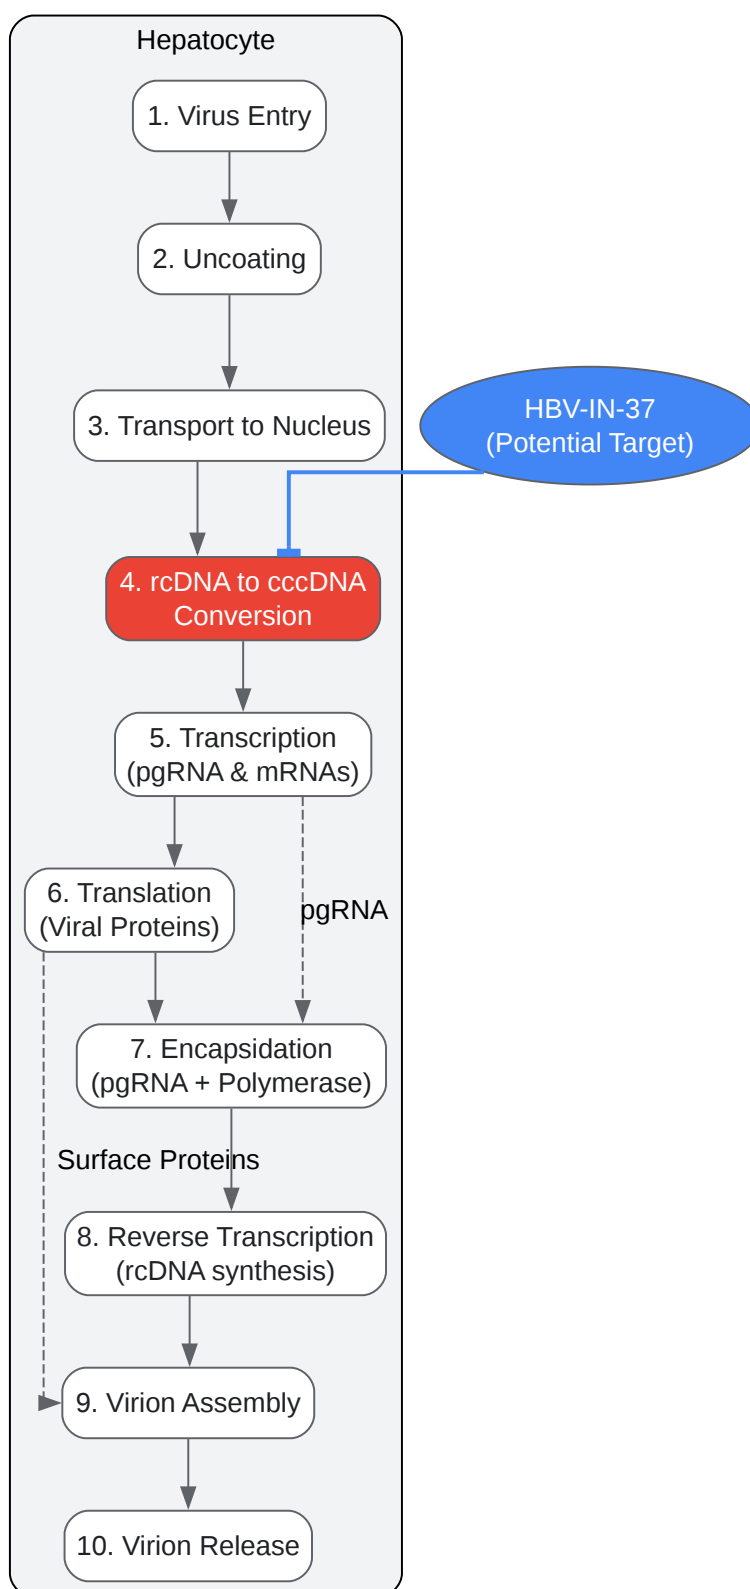 Hepatocyte
1. Virus Entry
2. Uncoating
3. Transport to Nucleus
HBV-IN-37
(Potential Target)
4. rcDNA to cccDNA
Conversion
5. Transcription
(pgRNA & mRNAs)
6. Translation
(Viral Proteins)
pgRNA
7. Encapsidation
(pgRNA + Polymerase)
Surface Proteins
8. Reverse Transcription
(rcDNA synthesis)
9. Virion Assembly
10. Virion Release